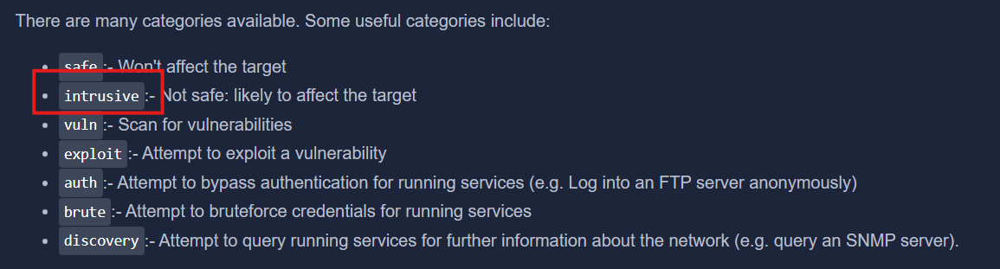 There are many categories available. Some useful categories include:
safe:- Won't affect the target
intrusive:- Not safe: likely to affect the target
vuln:- Scan for vulnerabilities
exploit:- Attempt to exploit a vulnerability
auth:- Attempt to bypass authentication for running services (e.g. Log into an FTP server anonymously)
brute:- Attempt to bruteforce credentials for running services
discovery:- Attempt to query running services for further information about the network (e.g. query an SNMP server).